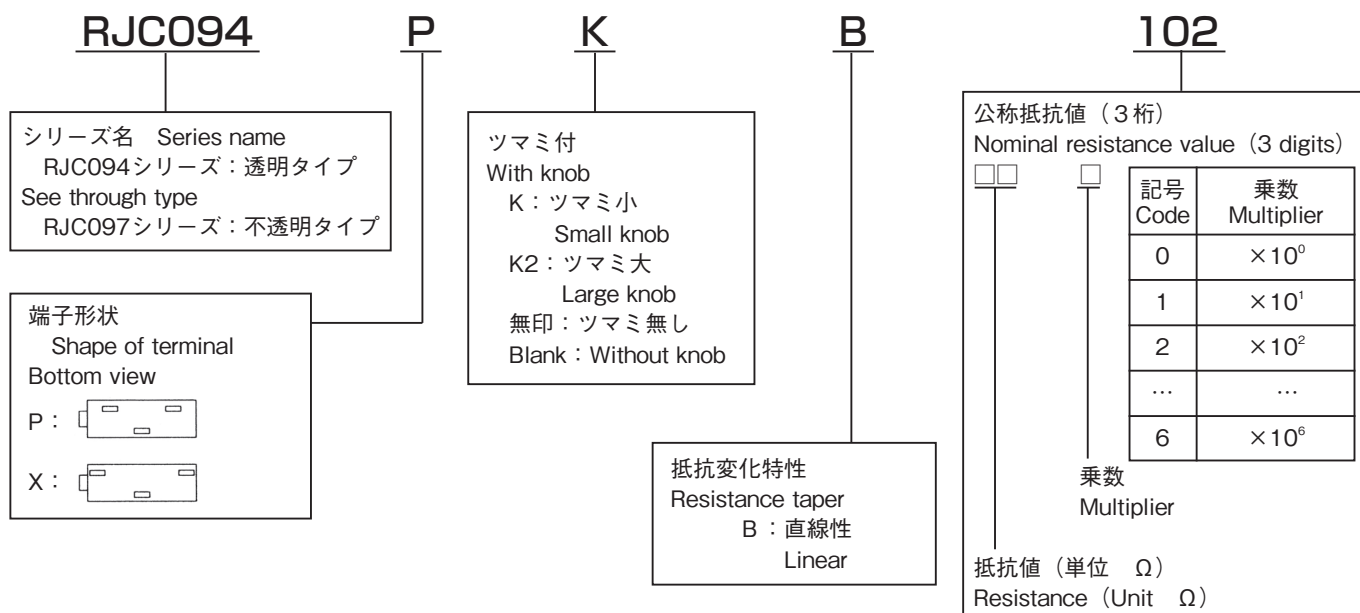 RJC094 P K B 102
シリーズ名 Series name
RJC094シリーズ：透明タイプ
See through type
RJC097シリーズ：不透明タイプ
端子形状
Shape of terminal
Bottom view
P：
X：
ツマミ付
With knob
K：ツマミ小
Small knob
K2：ツマミ大
Large knob
無印：ツマミ無し
Blank：Without knob
抵抗変化特性
Resistance taper
B：直線性
Linear
公称抵抗値（3桁）
Nominal resistance value（3 digits）
□□ □
記号 乗数
Code Multiplier
0 ×10⁰
1 ×10¹
2 ×10²
… …
6 ×10⁶
乗数
Multiplier
抵抗値（単位 Ω）
Resistance（Unit Ω）